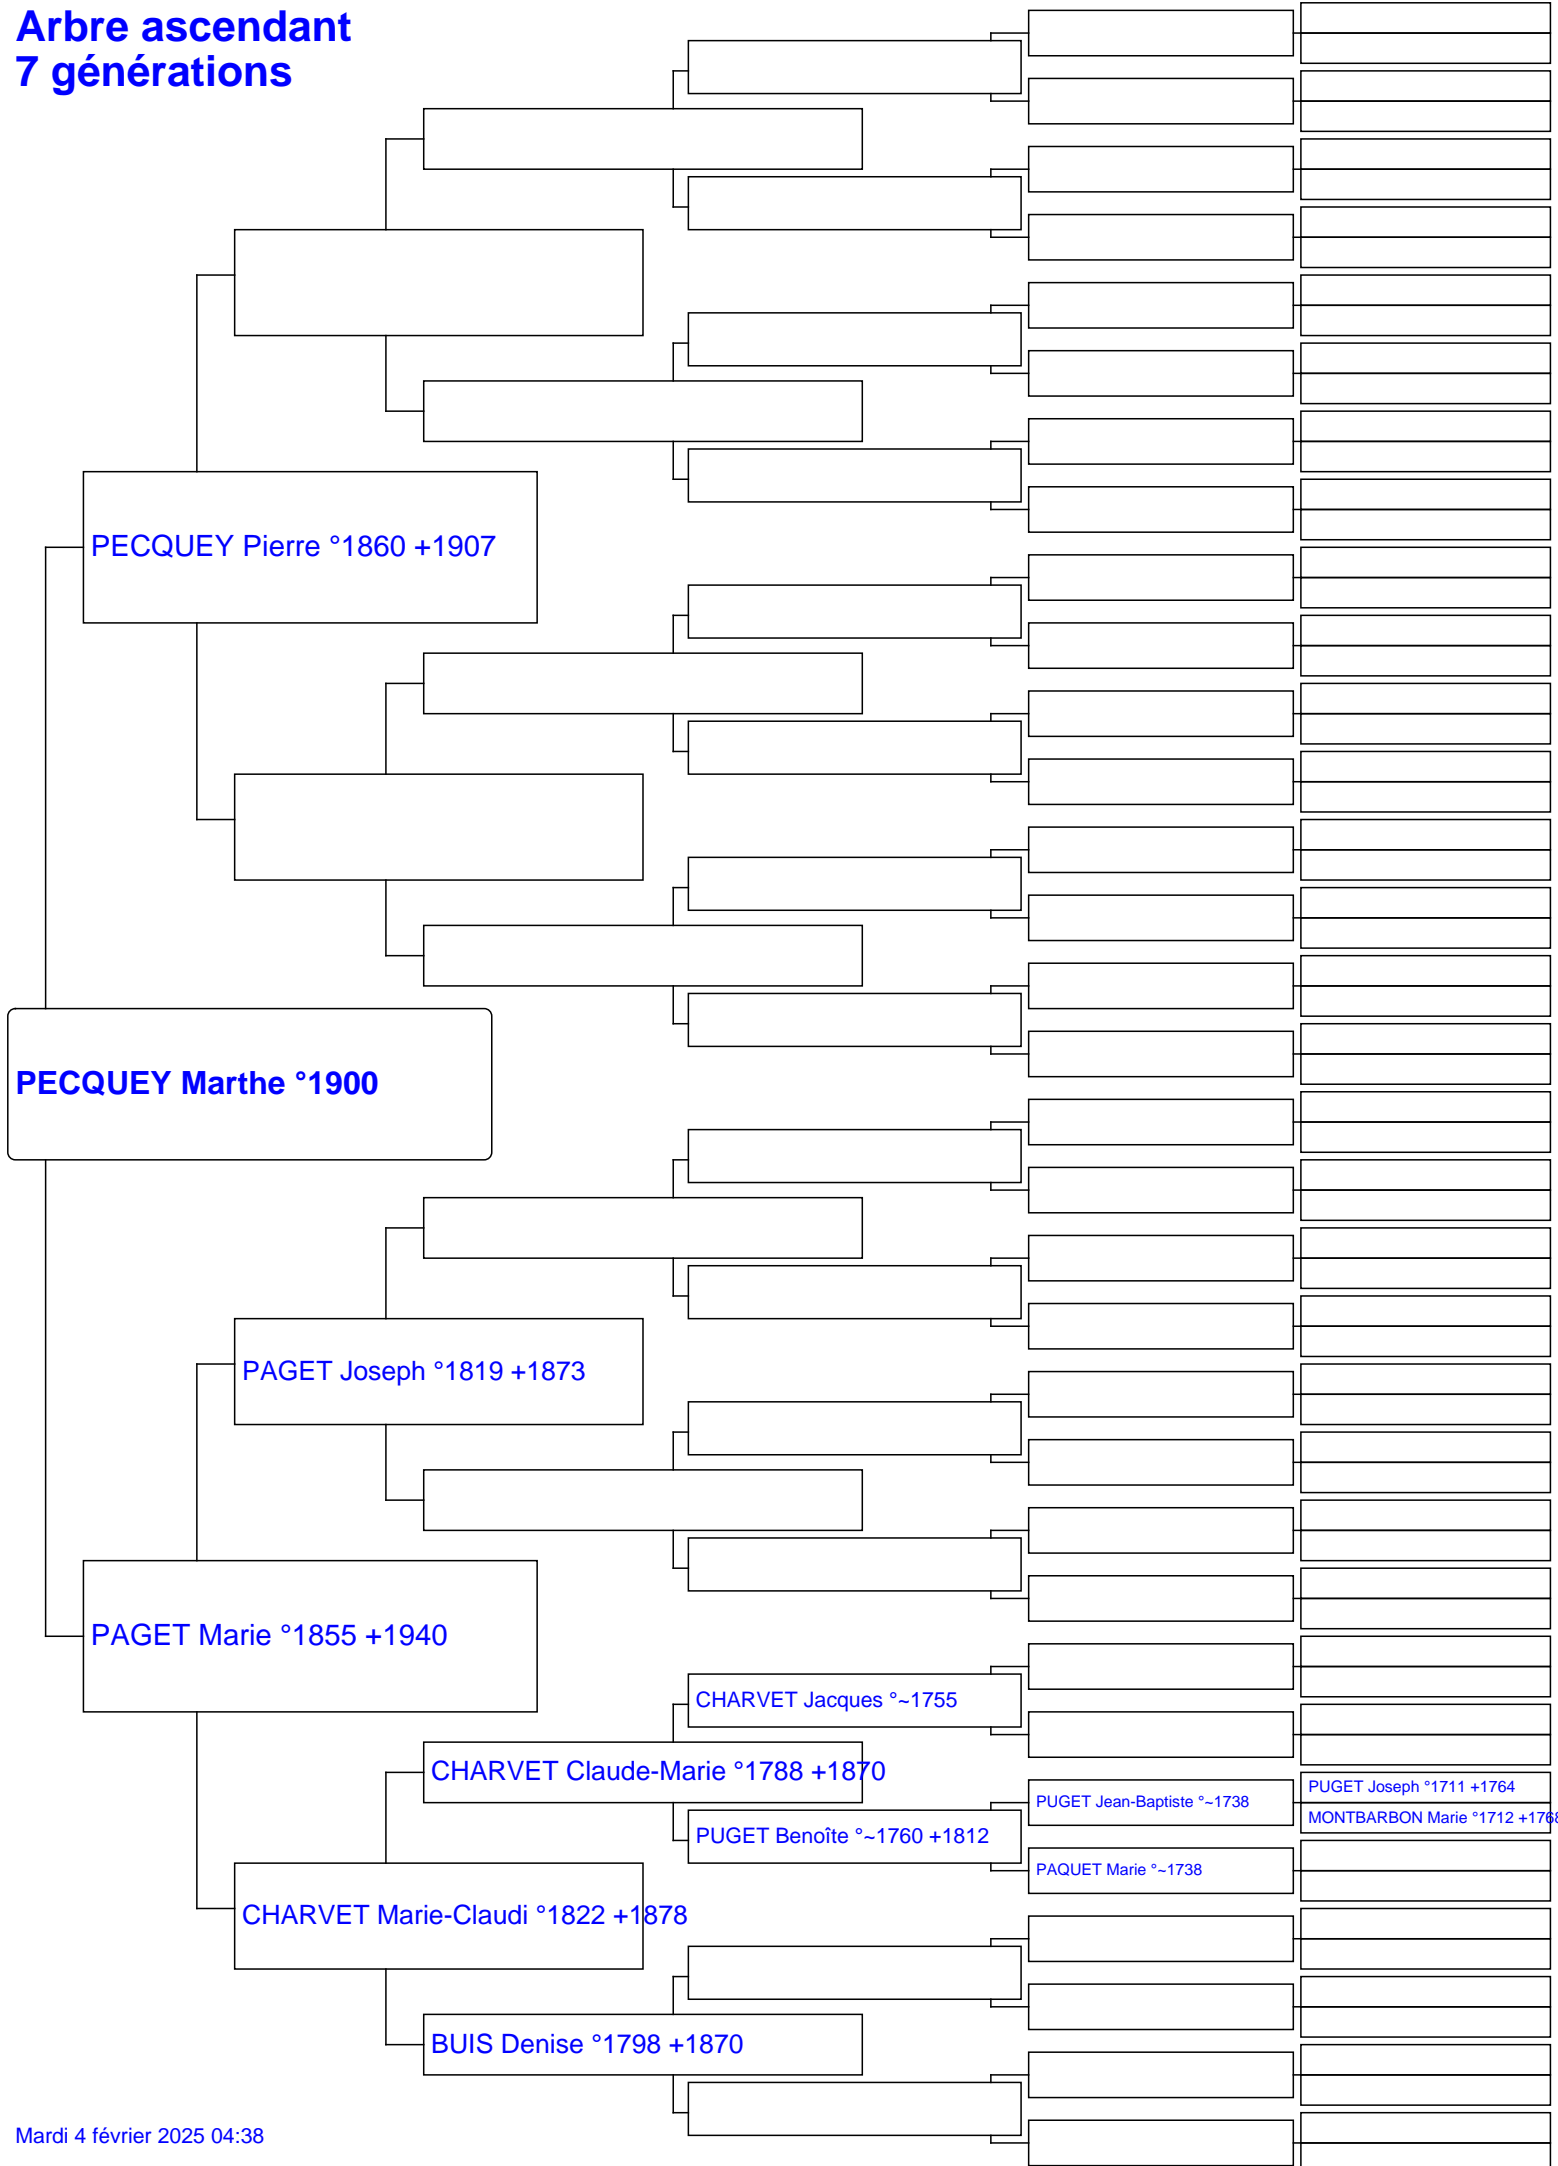 Arbre ascendant
7 générations
PECQUEY Pierre °1860 +1907
PECQUEY Marthe °1900
PAGET Joseph °1819 +1873
PAGET Marie °1855 +1940
CHARVET Jacques °~1755
CHARVET Claude-Marie °1788 +1870
PUGET Joseph °1711 +1764
PUGET Jean-Baptiste °~1738
MONTBARBON Marie °1712 +1768
PUGET Benoîte °~1760 +1812
PAQUET Marie °~1738
CHARVET Marie-Claudi °1822 +1878
BUIS Denise °1798 +1870
Mardi 4 février 2025 04:38